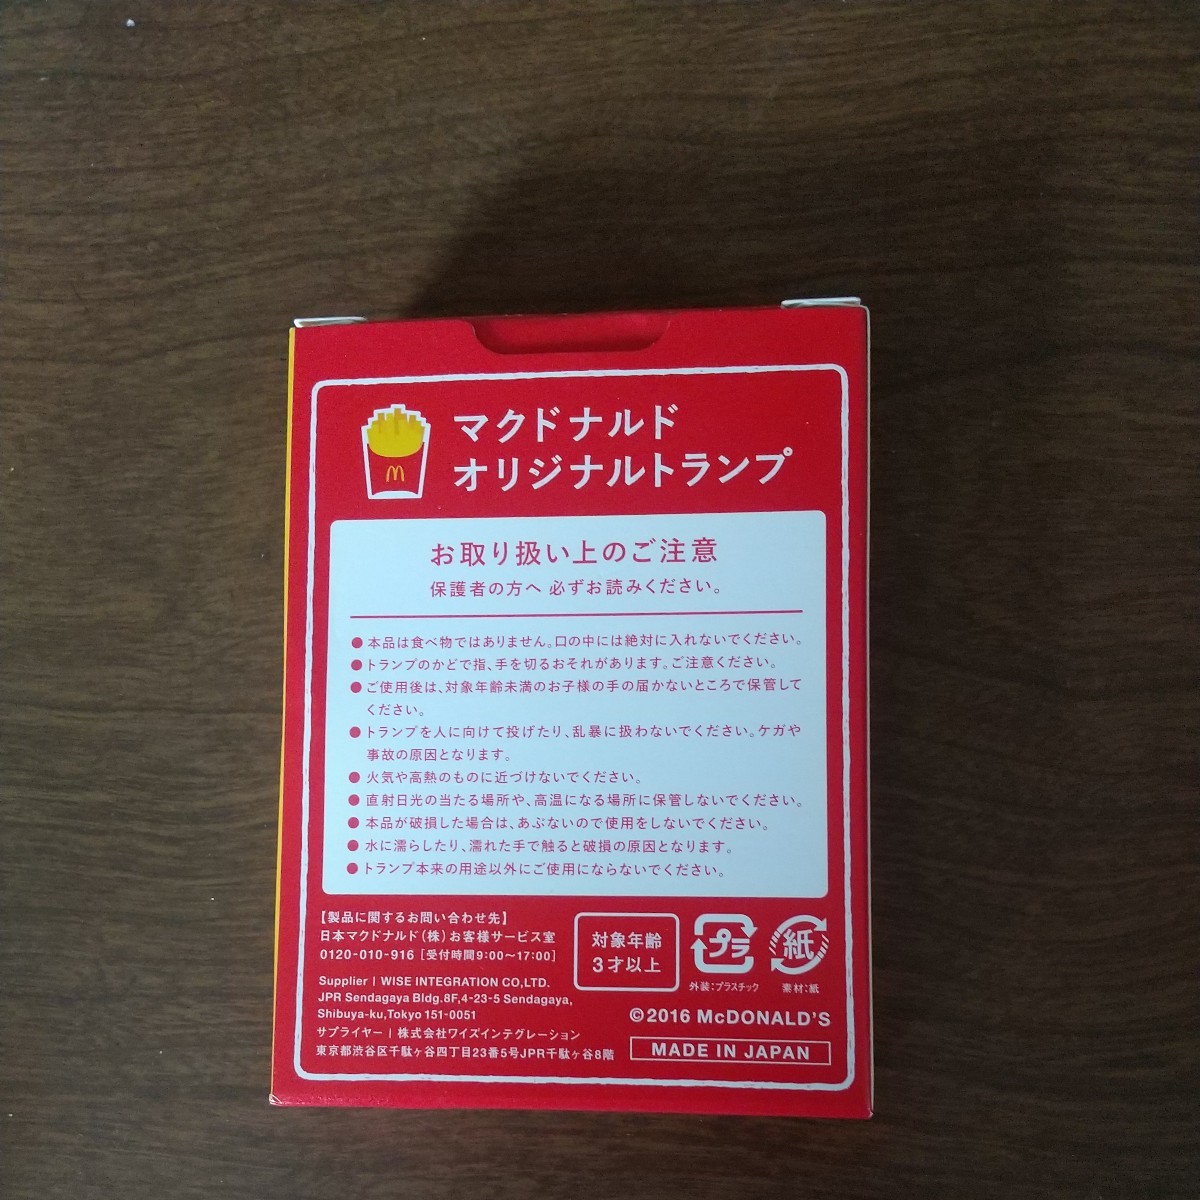 マクドナルド
オリジナルトランプ
お取り扱い上のご注意
保護者の方へ 必ずお読みください。
●本品は食べ物ではありません。口の中には絶対に入れないでください。
●トランプのかどで指、手を切るおそれがあります。ご注意ください。
●ご使用後は、対象年齢未満のお子様の手の届かないところで保管して
ください。
●トランプを人に向けて投げたり、乱暴に扱わないでください。ケガや
事故の原因となります。
●火気や高熱のものに近づけないでください。
●直射日光の当たる場所や、高温になる場所に保管しないでください。
●本品が破損した場合は、あぶないので使用をしないでください。
●水に濡らしたり、濡れた手で触ると破損の原因となります。
●トランプ本来の用途以外にご使用にならないでください。
【製品に関するお問い合わせ先】
日本マクドナルド(株)お客様サービス室
0120-010-916 [受付時間9:00〜17:00]
Supplier | WISE INTEGRATION CO,LTD.
JPR Sendagaya Bldg.8F,4-23-5 Sendagaya,
Shibuya-ku,Tokyo 151-0051
サプライヤー | 株式会社ワイズインテグレーション
東京都渋谷区千駄ヶ谷四丁目23番5号JPR千駄ヶ谷8階
対象年齢
3才以上
プラ
外装:プラスチック
紙
素材:紙
©2016 McDONALD'S
MADE IN JAPAN